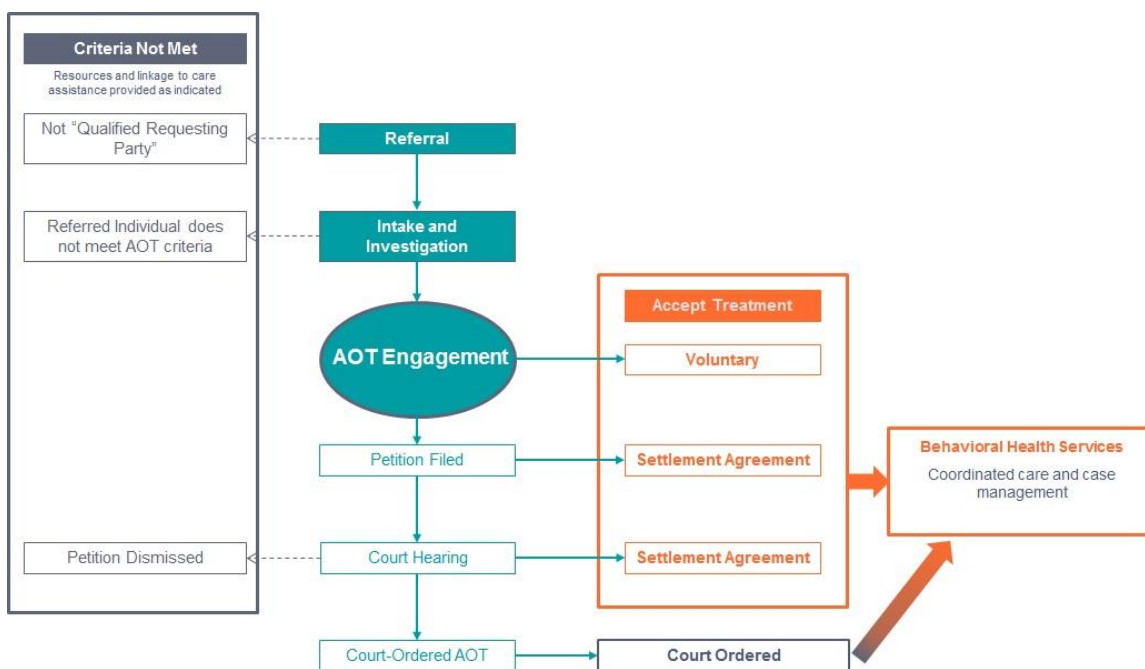 Criteria Not Met
Resources and linkage to care
assistance provided as indicated
Not “Qualified Requesting
Party”
Referral
Referred Individual does
not meet AOT criteria
Intake and
Investigation
Accept Treatment
AOT Engagement
Voluntary
Petition Filed
Settlement Agreement
Behavioral Health Services
Coordinated care and case
management
Petition Dismissed
Court Hearing
Settlement Agreement
Court-Ordered AOT
Court Ordered